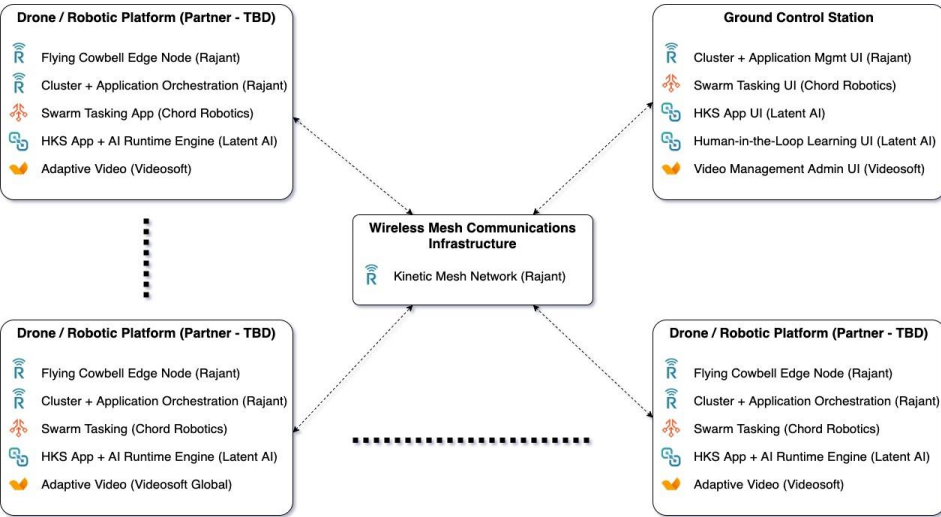 Drone / Robotic Platform (Partner - TBD)
Flying Cowbell Edge Node (Rajant)
Cluster + Application Orchestration (Rajant)
Swarm Tasking App (Chord Robotics)
HKS App + AI Runtime Engine (Latent AI)
Adaptive Video (Videosoft)
Ground Control Station
Cluster + Application Mgmt UI (Rajant)
Swarm Tasking UI (Chord Robotics)
HKS App UI (Latent AI)
Human-in-the-Loop Learning UI (Latent AI)
Video Management Admin UI (Videosoft)
Wireless Mesh Communications
Infrastructure
Kinetic Mesh Network (Rajant)
Drone / Robotic Platform (Partner - TBD)
Flying Cowbell Edge Node (Rajant)
Cluster + Application Orchestration (Rajant)
Swarm Tasking (Chord Robotics)
HKS App + AI Runtime Engine (Latent AI)
Adaptive Video (Videosoft Global)
Drone / Robotic Platform (Partner - TBD)
Flying Cowbell Edge Node (Rajant)
Cluster + Application Orchestration (Rajant)
Swarm Tasking (Chord Robotics)
HKS App + AI Runtime Engine (Latent AI)
Adaptive Video (Videosoft)